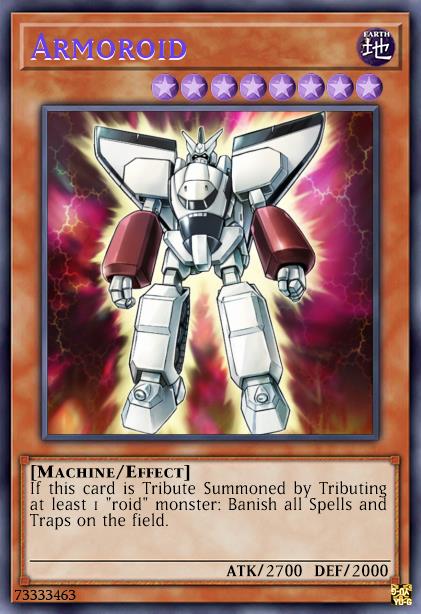 Armoroid
EARTH
地
[Machine/Effect]
If this card is Tribute Summoned by Tributing
at least 1 "roid" monster: Banish all Spells and
Traps on the field.
ATK/2700 DEF/2000
73333463